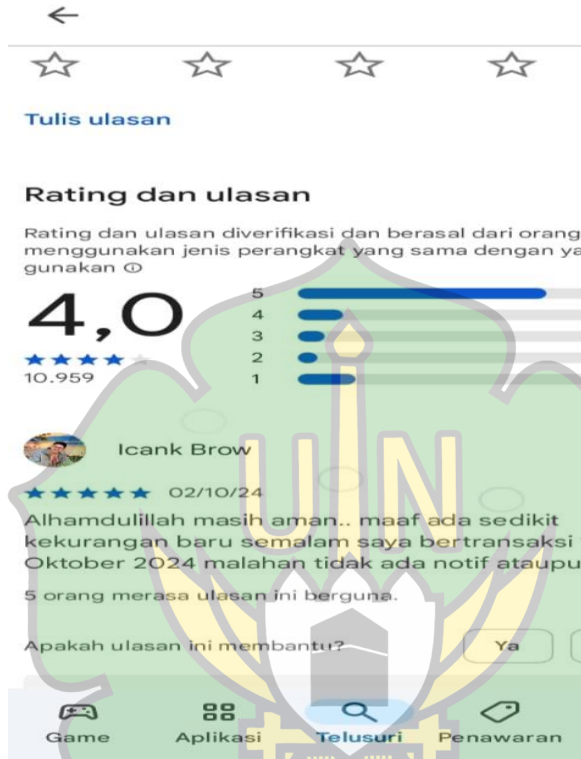 Tulis ulasan
Rating dan ulasan
Rating dan ulasan diverifikasi dan berasal dari orang
menggunakan jenis perangkat yang sama dengan ya
gunakan
4,0
5
4
3
2
1
10.959
Icank Brow
02/10/24
Alhamdulillah masih aman.. maaf ada sedikit
kekurangan baru semalam saya bertransaksi
Oktober 2024 malahan tidak ada notif ataupu
5 orang merasa ulasan ini berguna.
Apakah ulasan ini membantu?
Ya
Game
Aplikasi
Telusuri
Penawaran
UIN